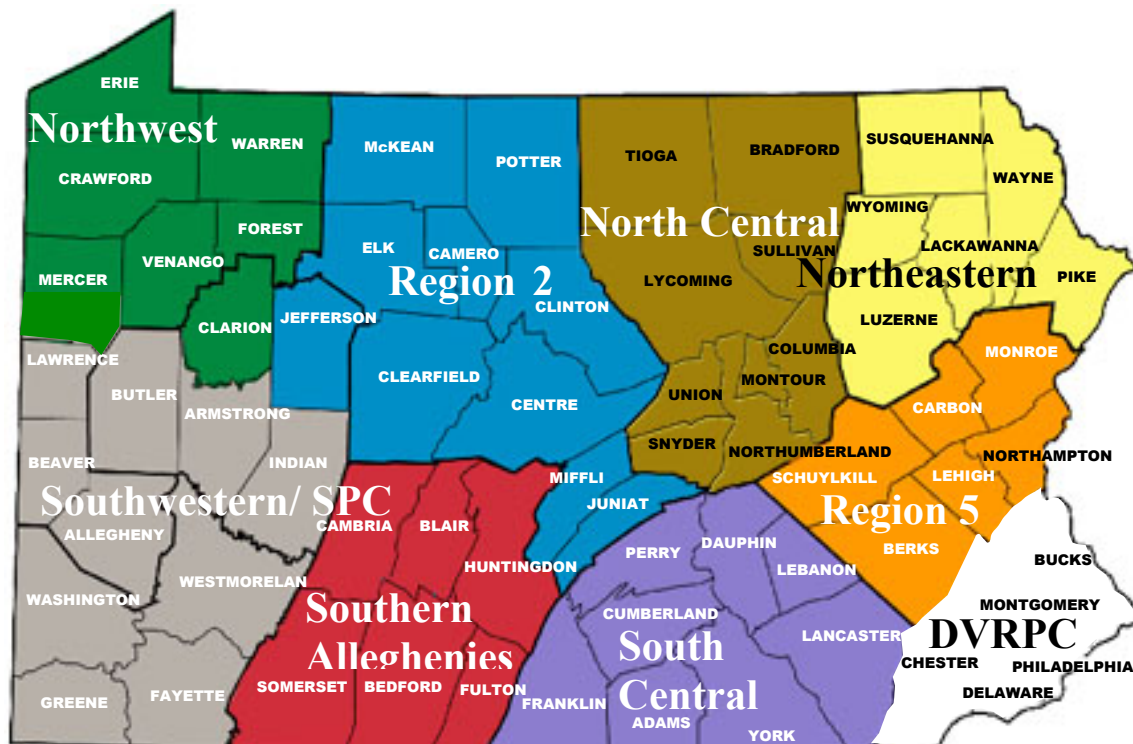 ERIE
Northwest
WARREN
McKEAN
POTTER
TIOGA
BRADFORD
SUSQUEHANNA
WAYNE
CRAWFORD
WYOMING
FOREST
ELK
CAMERO
North Central
SULLIVAN
LACKAWANNA
VENANGO
MERCER
Region 2
LYCOMING
Northeastern
PIKE
CLINTON
CLARION
JEFFERSON
LUZERNE
COLUMBIA
MONROE
LAWRENCE
CLEARFIELD
MONTOUR
BUTLER
UNION
ARMSTRONG
CENTRE
CARBON
SNYDER
NORTHUMBERLAND
NORTHAMPTON
BEAVER
INDIAN
MIFFLI
SCHUYLKILL
LEHIGH
Southwestern/ SPC
JUNIAT
Region 5
CAMBRIA
BLAIR
ALLEGHENY
DAUPHIN
PERRY
BERKS
HUNTINGDON
LEBANON
BUCKS
WESTMORELAN
WASHINGTON
Southern
Alleghenies
CUMBERLAND
MONTGOMERY
LANCASTER
DVRPC
South
Central
CHESTER
PHILADELPHIA
SOMERSET
BEDFORD
FULTON
DELAWARE
GREENE
FAYETTE
FRANKLIN
ADAMS
YORK